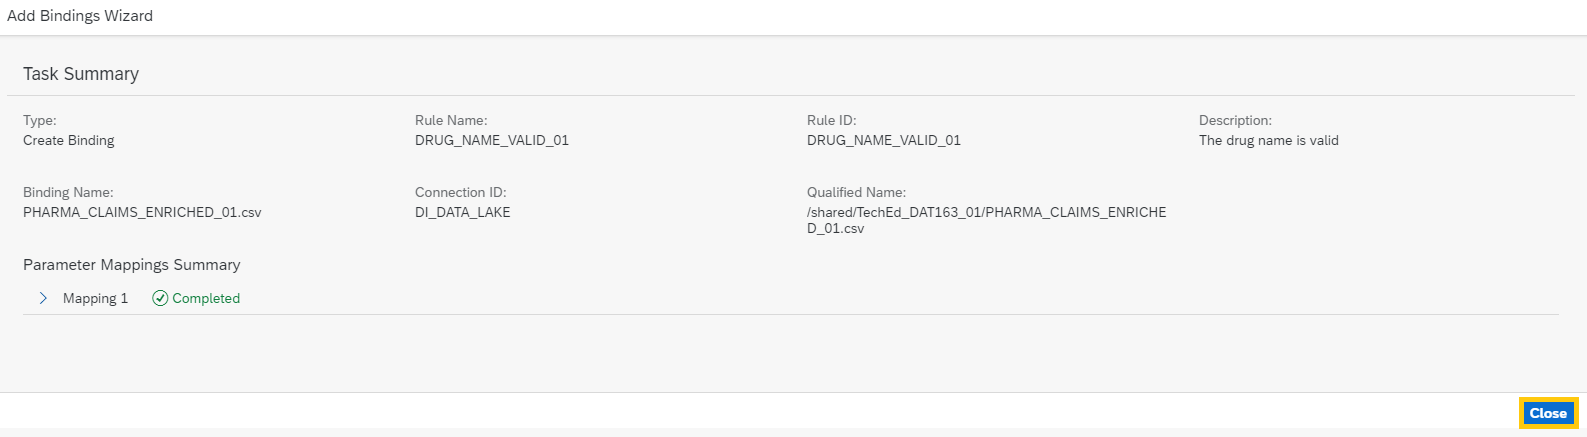 Add Bindings Wizard
Task Summary
Type:
Create Binding
Rule Name:
DRUG_NAME_VALID_01
Rule ID:
DRUG_NAME_VALID_01
Description:
The drug name is valid
Binding Name:
PHARMA_CLAIMS_ENRICHED_01.csv
Connection ID:
DI_DATA_LAKE
Qualified Name:
/shared/TechEd_DAT163_01/PHARMA_CLAIMS_ENRICHE
D_01.csv
Parameter Mappings Summary
Mapping 1 Completed
Close